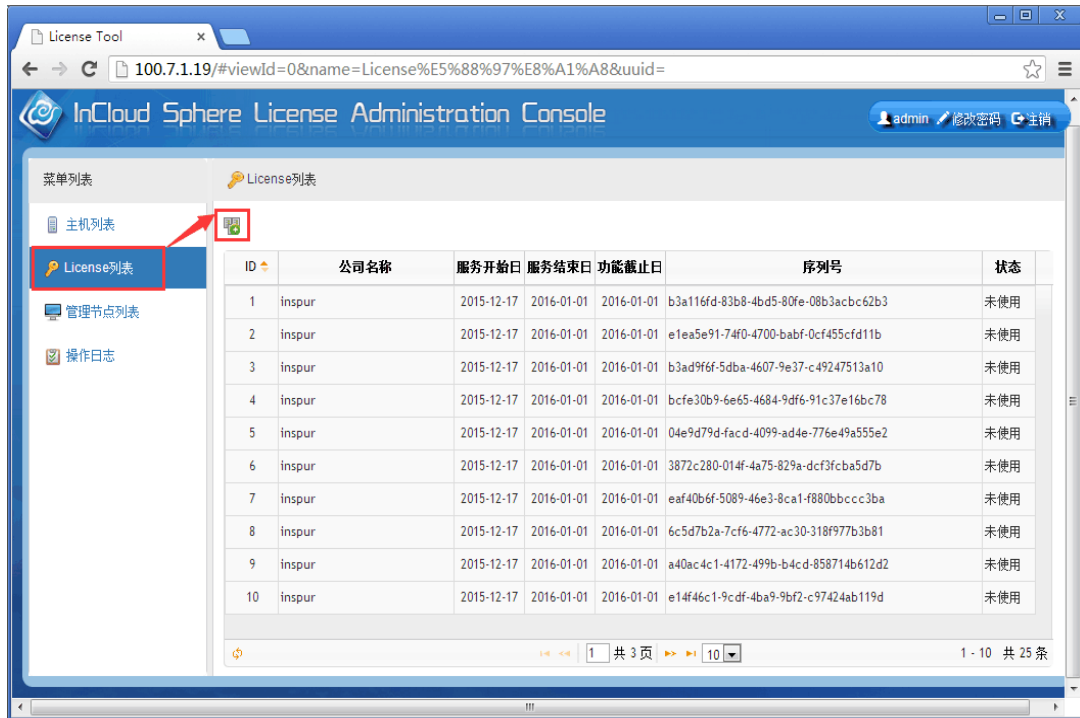 License Tool
100.7.1.19/#viewId=0&name=License%E5%88%97%E8%A1%A8&uuid=
InCloud Sphere License Administration Console
admin 修改密码 注销
菜单列表
License列表
主机列表
License列表
管理节点列表
操作日志
ID 公司名称 服务开始日 服务结束日 功能截止日 序列号 状态
1 inspur 2015-12-17 2016-01-01 2016-01-01 b3a116fd-83b8-4bd5-80fe-08b3acbc62b3 未使用
2 inspur 2015-12-17 2016-01-01 2016-01-01 e1ea5e91-74f0-4700-babf-0cf455cfd11b 未使用
3 inspur 2015-12-17 2016-01-01 2016-01-01 b3ad9f6f-5dba-4607-9e37-c49247513a10 未使用
4 inspur 2015-12-17 2016-01-01 2016-01-01 bcfe30b9-6e65-4684-9df6-91c37e16bc78 未使用
5 inspur 2015-12-17 2016-01-01 2016-01-01 04e9d79d-facd-4099-ad4e-776e49a555e2 未使用
6 inspur 2015-12-17 2016-01-01 2016-01-01 3872c280-014f-4a75-829a-dcf3fcba5d7b 未使用
7 inspur 2015-12-17 2016-01-01 2016-01-01 eaf40b6f-5089-46e3-8ca1-f880bbccc3ba 未使用
8 inspur 2015-12-17 2016-01-01 2016-01-01 6c5d7b2a-7cf6-4772-ac30-318f977b3b81 未使用
9 inspur 2015-12-17 2016-01-01 2016-01-01 a40ac4c1-4172-499b-b4cd-858714b612d2 未使用
10 inspur 2015-12-17 2016-01-01 2016-01-01 e14f46c1-9cdf-4ba9-9bf2-c97424ab119d 未使用
1 共 3 页 10 1 - 10 共 25 条